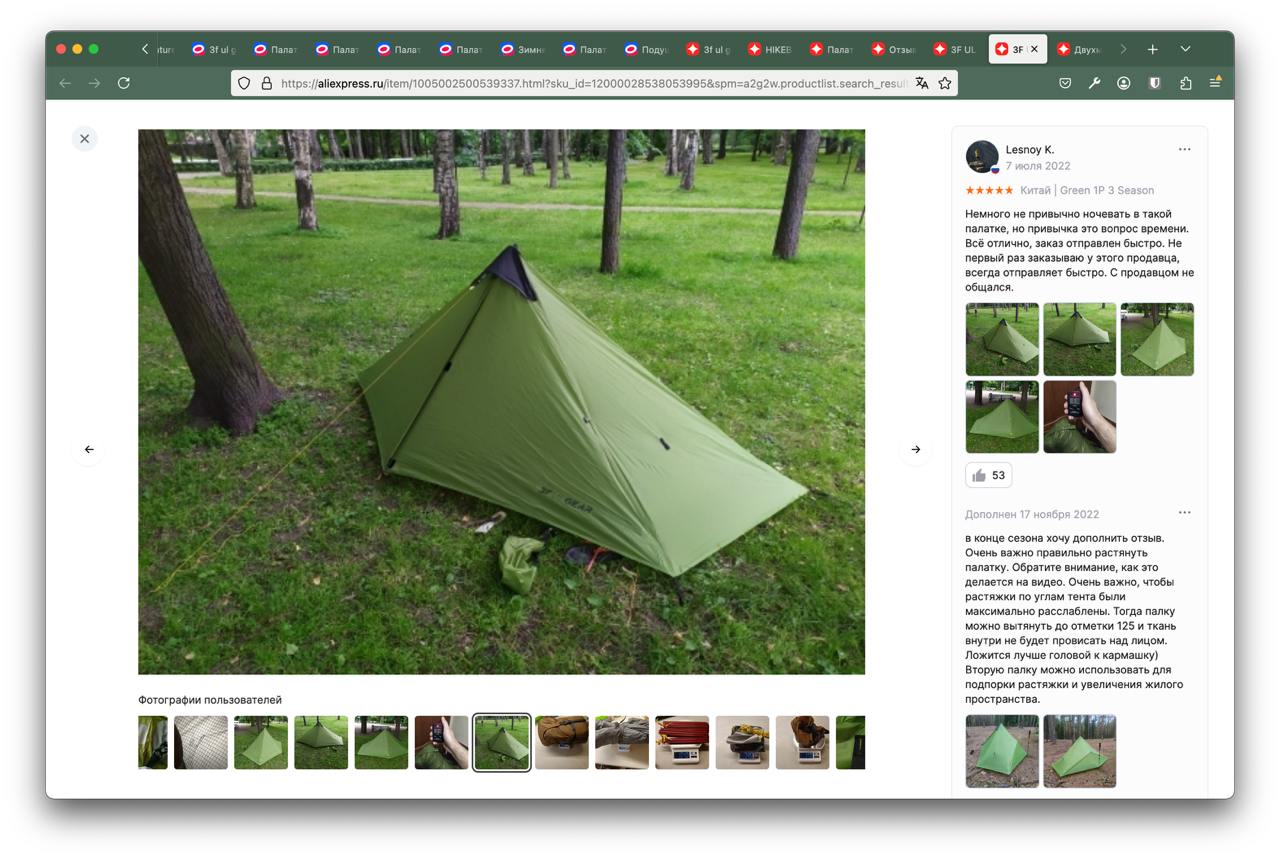 3f ul g
Палат
Палат
Палат
Палат
Зимня
Палат
Подуш
3f ul g
HIKEB
Палат
Отзыв
3F UL
3F
Двухм
https://aliexpress.ru/item/1005002500539337.html?sku_id=12000028538053995&spm=a2g2w.productlist.search_resul
Lesnoy K.
7 июля 2022
Китай | Green 1P 3 Season
Немного не привычно ночевать в такой
палатке, но привычка это вопрос времени.
Всё отлично, заказ отправлен быстро. Не
первый раз заказываю у этого продавца,
всегда отправляет быстро. С продавцом не
общался.
53
Дополнен 17 ноября 2022
в конце сезона хочу дополнить отзыв.
Очень важно правильно растянуть
палатку. Обратите внимание, как это
делается на видео. Очень важно, чтобы
растяжки по углам тента были
максимально расслаблены. Тогда палку
можно вытянуть до отметки 125 и ткань
внутри не будет провисать над лицом.
Ложится лучше головой к кармашку)
Вторую палку можно использовать для
подпорки растяжки и увеличения жилого
пространства.
3F GEAR
Фотографии пользователей